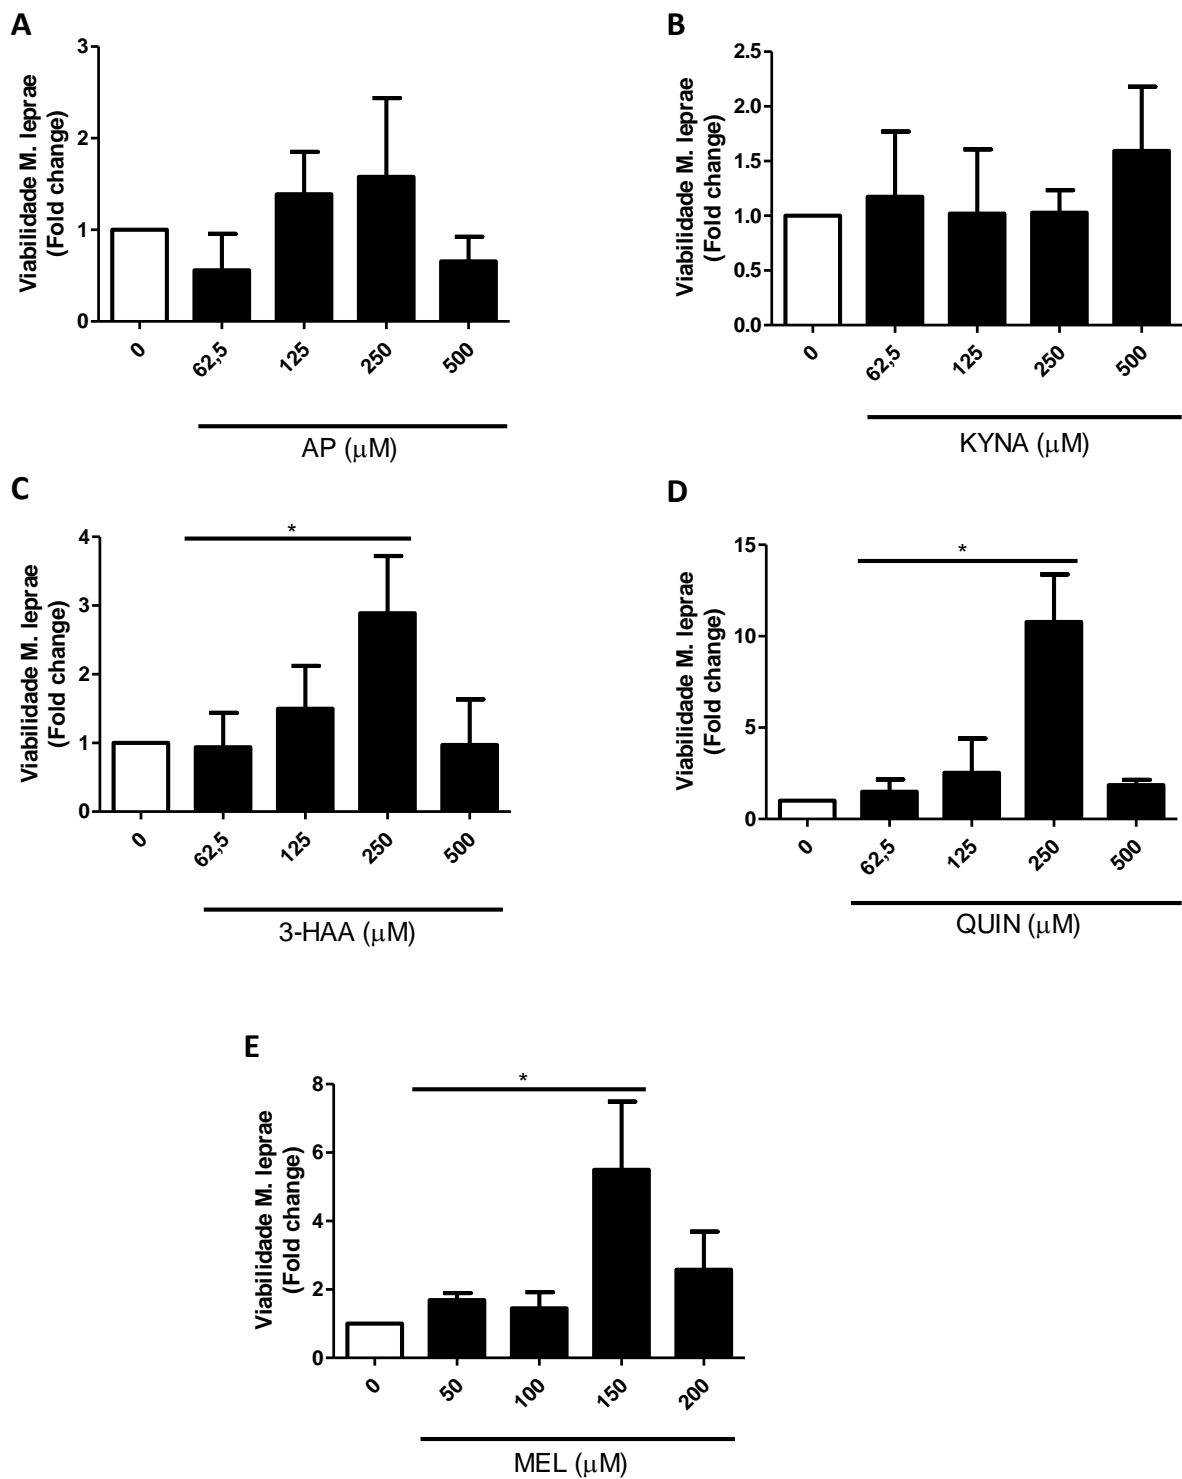 A
Viabilidade M. leprae
(Fold change)
3
2
1
0
0
62,5
125
250
500
AP (μM)
B
Viabilidade M. leprae
(Fold change)
2.5
2.0
1.5
1.0
0.5
0.0
0
62,5
125
250
500
KYNA (μM)
C
Viabilidade M. leprae
(Fold change)
4
3
2
1
0
*
0
62,5
125
250
500
3-HAA (μM)
D
Viabilidade M. leprae
(Fold change)
15
10
5
0
*
0
62,5
125
250
500
QUIN (μM)
E
Viabilidade M. leprae
(Fold change)
8
6
4
2
0
*
0
50
100
150
200
MEL (μM)